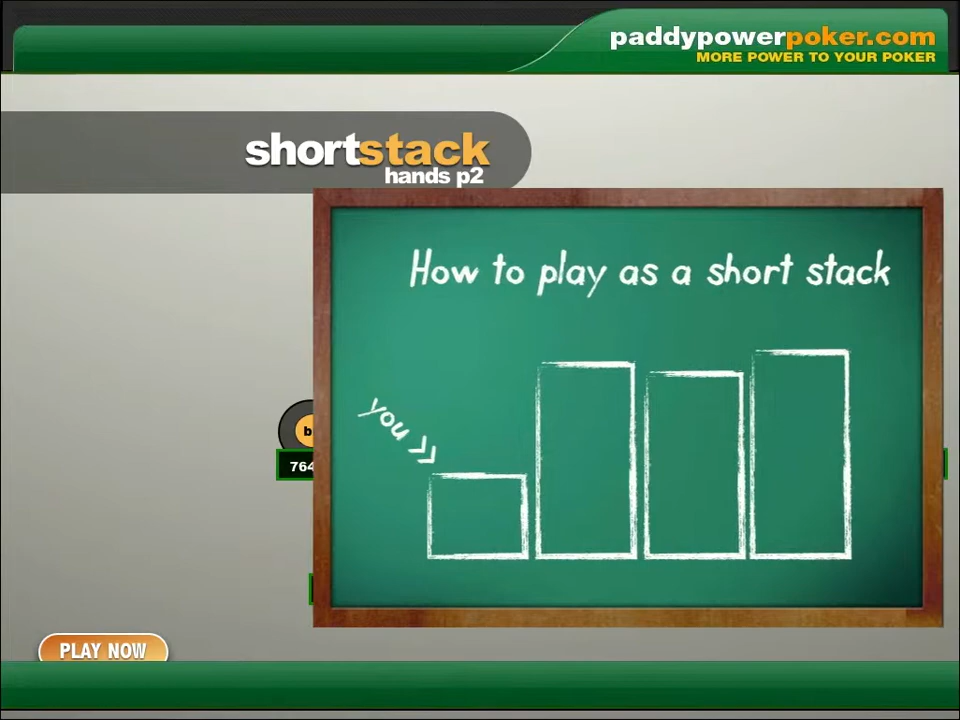 paddypowerpoker.com
MORE POWER TO YOUR POKER
shortstack
hands p2
How to play as a short stack
you >>
b
764
PLAY NOW